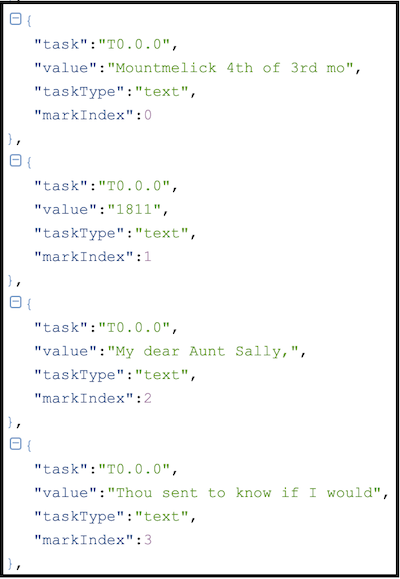 {
"task":"T0.0.0",
"value":"Mountmelick 4th of 3rd mo",
"taskType":"text",
"markIndex":0
},
{
"task":"T0.0.0",
"value":"1811",
"taskType":"text",
"markIndex":1
},
{
"task":"T0.0.0",
"value":"My dear Aunt Sally,",
"taskType":"text",
"markIndex":2
},
{
"task":"T0.0.0",
"value":"Thou sent to know if I would",
"taskType":"text",
"markIndex":3
},